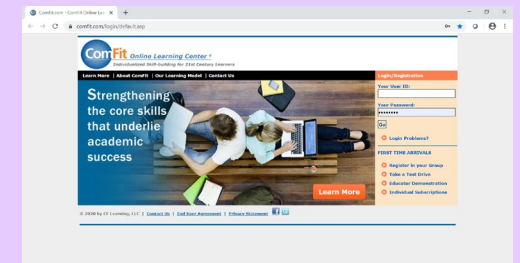 Comfit.com - ComFit Online Lea
comfit.com/login/default.asp
ComFit Online Learning Center ®
Individualized Skill-building for 21st Century Learners
Learn More | About ComFit | Our Learning Model | Contact Us
Login/Registration
Strengthening
the core skills
that underlie
academic
success
Learn More
Your User ID:
Your Password:
••••••••
Go
Login Problems?
FIRST TIME ARRIVALS
Register in your Group
Take a Test Drive
Educator Demonstration
Individual Subscriptions
© 2020 by CF Learning, LLC | Contact Us | End User Agreement | Privacy Statement